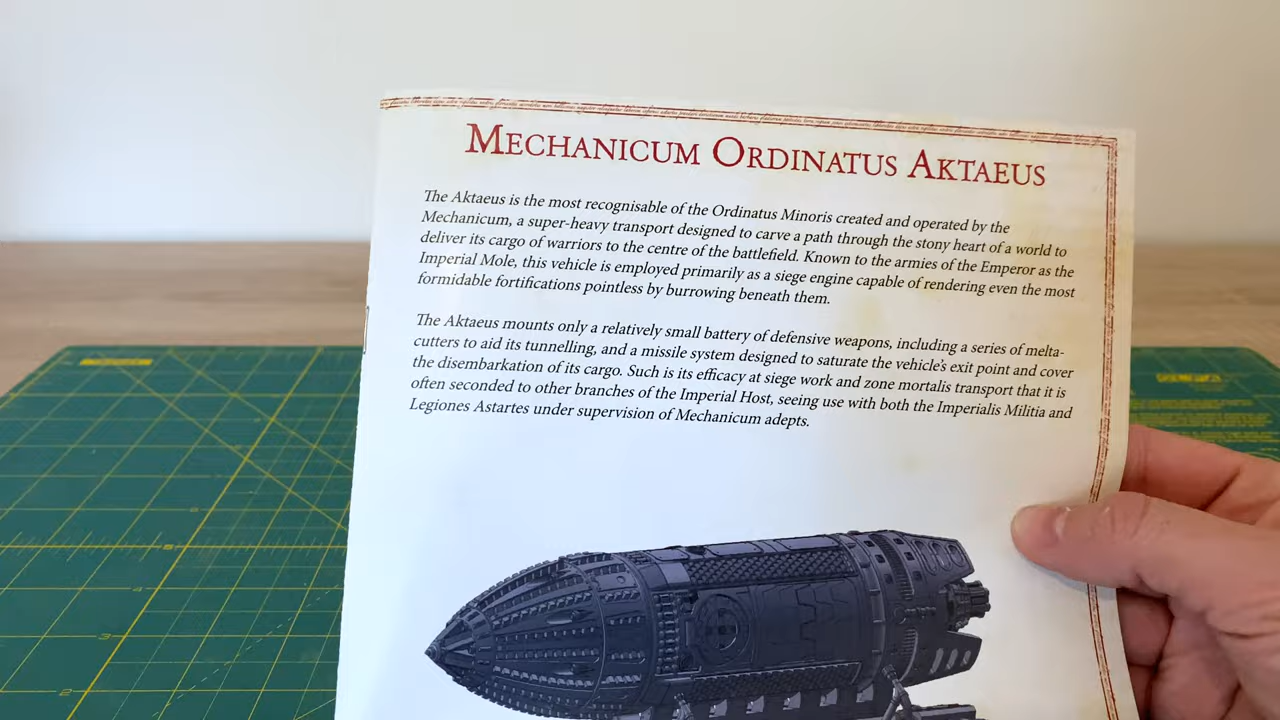 MECHANICUM ORDINATUS AKTAEUS
The Aktaeus is the most recognisable of the Ordinatus Minoris created and operated by the
Mechanicum, a super-heavy transport designed to carve a path through the stony heart of a world to
deliver its cargo of warriors to the centre of the battlefield. Known to the armies of the Emperor as the
Imperial Mole, this vehicle is employed primarily as a siege engine capable of rendering even the most
formidable fortifications pointless by burrowing beneath them.
The Aktaeus mounts only a relatively small battery of defensive weapons, including a series of melta-
cutters to aid its tunnelling, and a missile system designed to saturate the vehicle's exit point and cover
the disembarkation of its cargo. Such is its efficacy at siege work and zone mortalis transport that it is
often seconded to other branches of the Imperial Host, seeing use with both the Imperialis Militia and
Legiones Astartes under supervision of Mechanicum adepts.